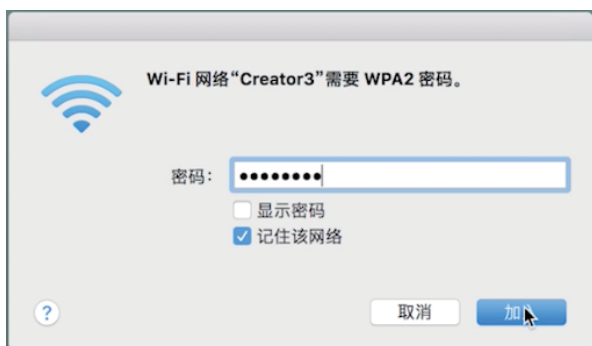 Wi-Fi 网络“Creator3”需要 WPA2 密码。
密码： ••••••••
显示密码
记住该网络
? 取消 加入